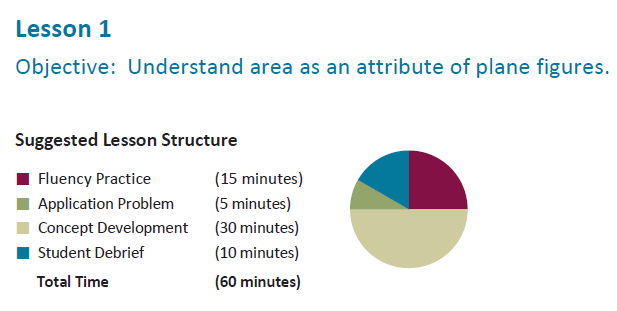 Lesson 1
Objective:  Understand area as an attribute of plane figures.
Suggested Lesson Structure
Fluency Practice (15 minutes)
Application Problem (5 minutes)
Concept Development (30 minutes)
Student Debrief (10 minutes)
Total Time (60 minutes)